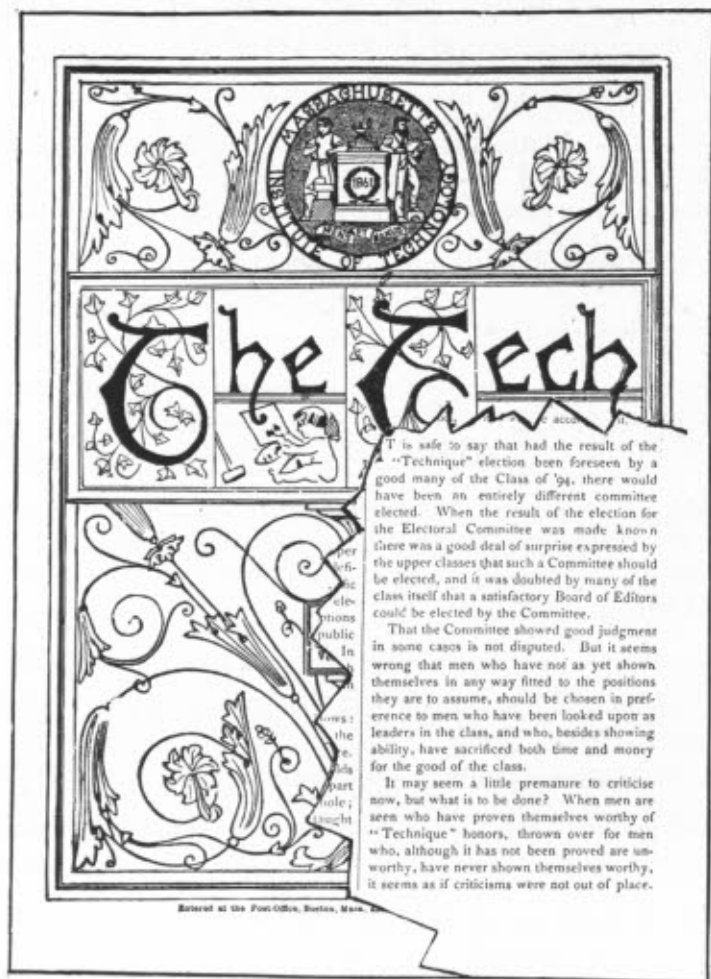 MASSACHUSETTS
INSTITUTE OF TECHNOLOGY
1861
The Tech
IT is safe to say that had the result of the
"Technique" election been foreseen by a
good many of the Class of '94, there would
have been an entirely different committee
elected. When the result of the election for
the Electoral Committee was made known
there was a good deal of surprise expressed by
the upper classes that such a Committee should
be elected, and it was doubted by many of the
class itself that a satisfactory Board of Editors
could be elected by the Committee.
That the Committee showed good judgment
in some cases is not disputed. But it seems
wrong that men who have not as yet shown
themselves in any way fitted to the positions
they are to assume, should be chosen in pref-
erence to men who have been looked upon as
leaders in the class, and who, besides showing
ability, have sacrificed both time and money
for the good of the class.
It may seem a little premature to criticise
now, but what is to be done? When men are
seen who have proven themselves worthy of
"Technique" honors, thrown over for men
who, although it has not been proved are un-
worthy, have never shown themselves worthy,
it seems as if criticisms were not out of place.
public
In
the
part
hole;
taught
Entered at the Post-Office, Boston, Mass.